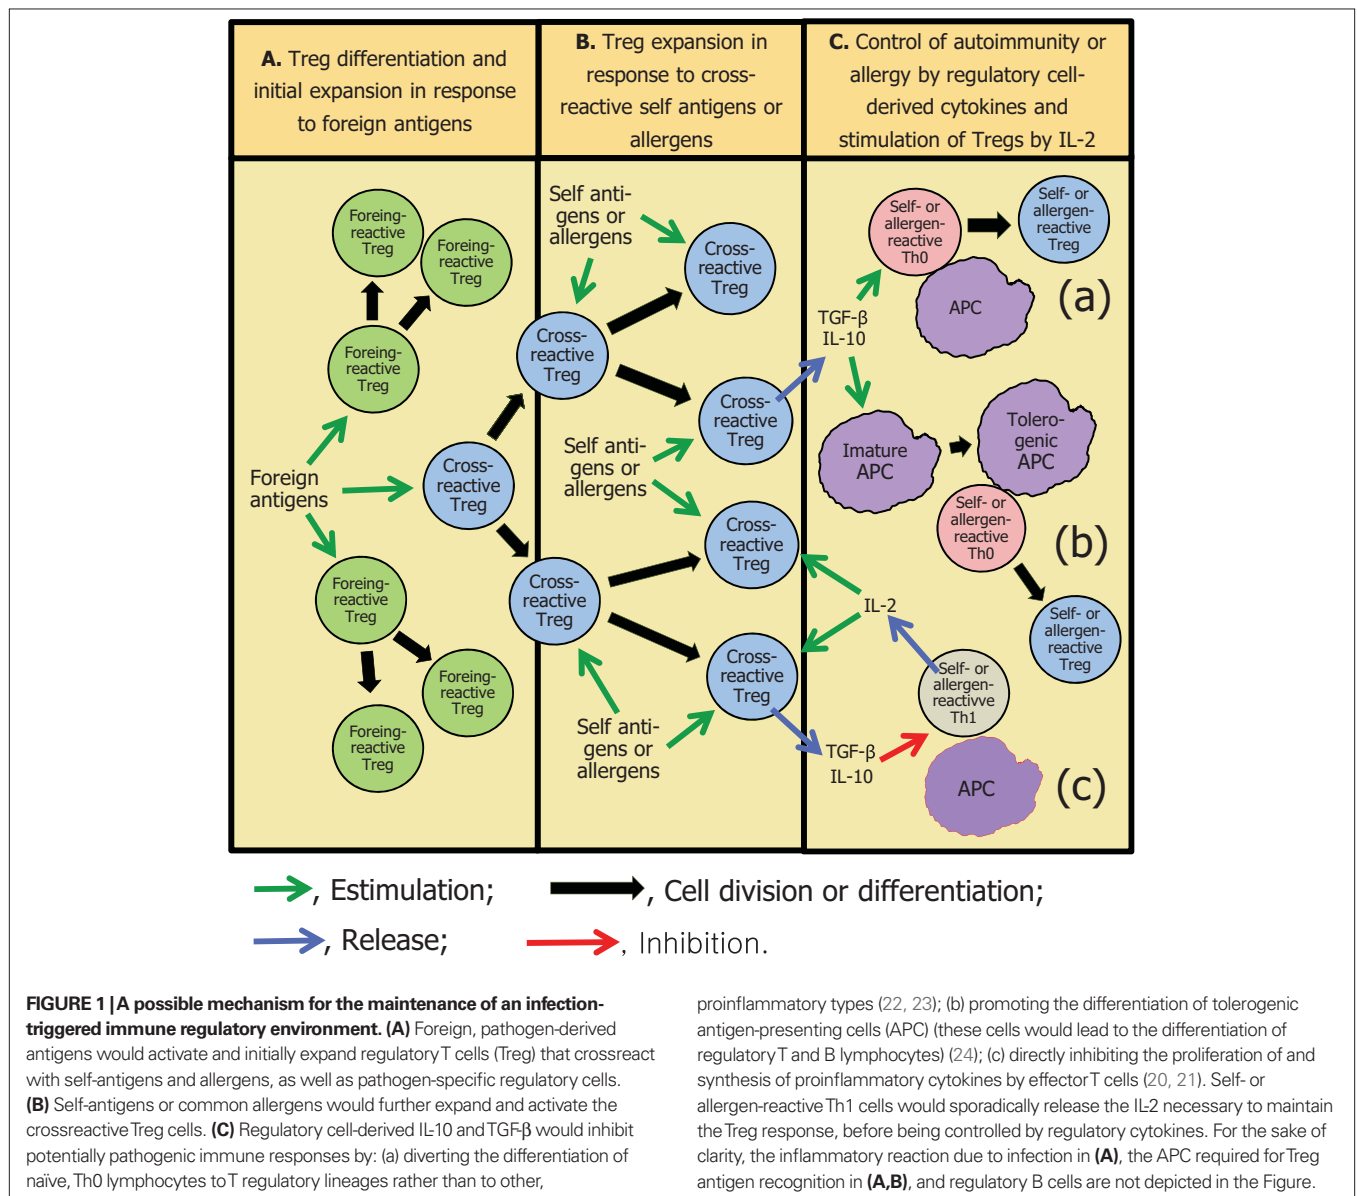 A. Treg differentiation and
initial expansion in response
to foreign antigens
B. Treg expansion in
response to cross-
reactive self antigens or
allergens
C. Control of autoimmunity or
allergy by regulatory cell-
derived cytokines and
stimulation of Tregs by IL-2
Foreing-
reactive
Treg
Foreing-
reactive
Treg
Foreing-
reactive
Treg
Foreign
antigens
Cross-
reactive
Treg
Foreing-
reactive
Treg
Foreing-
reactive
Treg
Foreing-
reactive
Treg
Self anti-
gens or
allergens
Cross-
reactive
Treg
Cross-
reactive
Treg
Cross-
reactive
Treg
Self anti-
gens or
allergens
Cross-
reactive
Treg
Cross-
reactive
Treg
Cross-
reactive
Treg
Self anti-
gens or
allergens
Self- or
allergen-
reactive
Th0
Self- or
allergen-
reactive
Treg
APC
(a)
TGF-β
IL-10
Imature
APC
Tolero-
genic
APC
Self- or
allergen-
reactive
Th0
(b)
Self- or
allergen-
reactive
Treg
IL-2
Self- or
allergen-
reactivve
Th1
TGF-β
IL-10
APC
(c)
, Estimulation;
, Cell division or differentiation;
, Release;
, Inhibition.
FIGURE 1 | A possible mechanism for the maintenance of an infection-
triggered immune regulatory environment. (A) Foreign, pathogen-derived
antigens would activate and initially expand regulatory T cells (Treg) that crossreact
with self-antigens and allergens, as well as pathogen-specific regulatory cells.
(B) Self-antigens or common allergens would further expand and activate the
crossreactive Treg cells. (C) Regulatory cell-derived IL-10 and TGF-β would inhibit
potentially pathogenic immune responses by: (a) diverting the differentiation of
naïve, Th0 lymphocytes to T regulatory lineages rather than to other,
proinflammatory types (22, 23); (b) promoting the differentiation of tolerogenic
antigen-presenting cells (APC) (these cells would lead to the differentiation of
regulatory T and B lymphocytes) (24); (c) directly inhibiting the proliferation of and
synthesis of proinflammatory cytokines by effector T cells (20, 21). Self- or
allergen-reactive Th1 cells would sporadically release the IL-2 necessary to maintain
the Treg response, before being controlled by regulatory cytokines. For the sake of
clarity, the inflammatory reaction due to infection in (A), the APC required for Treg
antigen recognition in (A,B), and regulatory B cells are not depicted in the Figure.